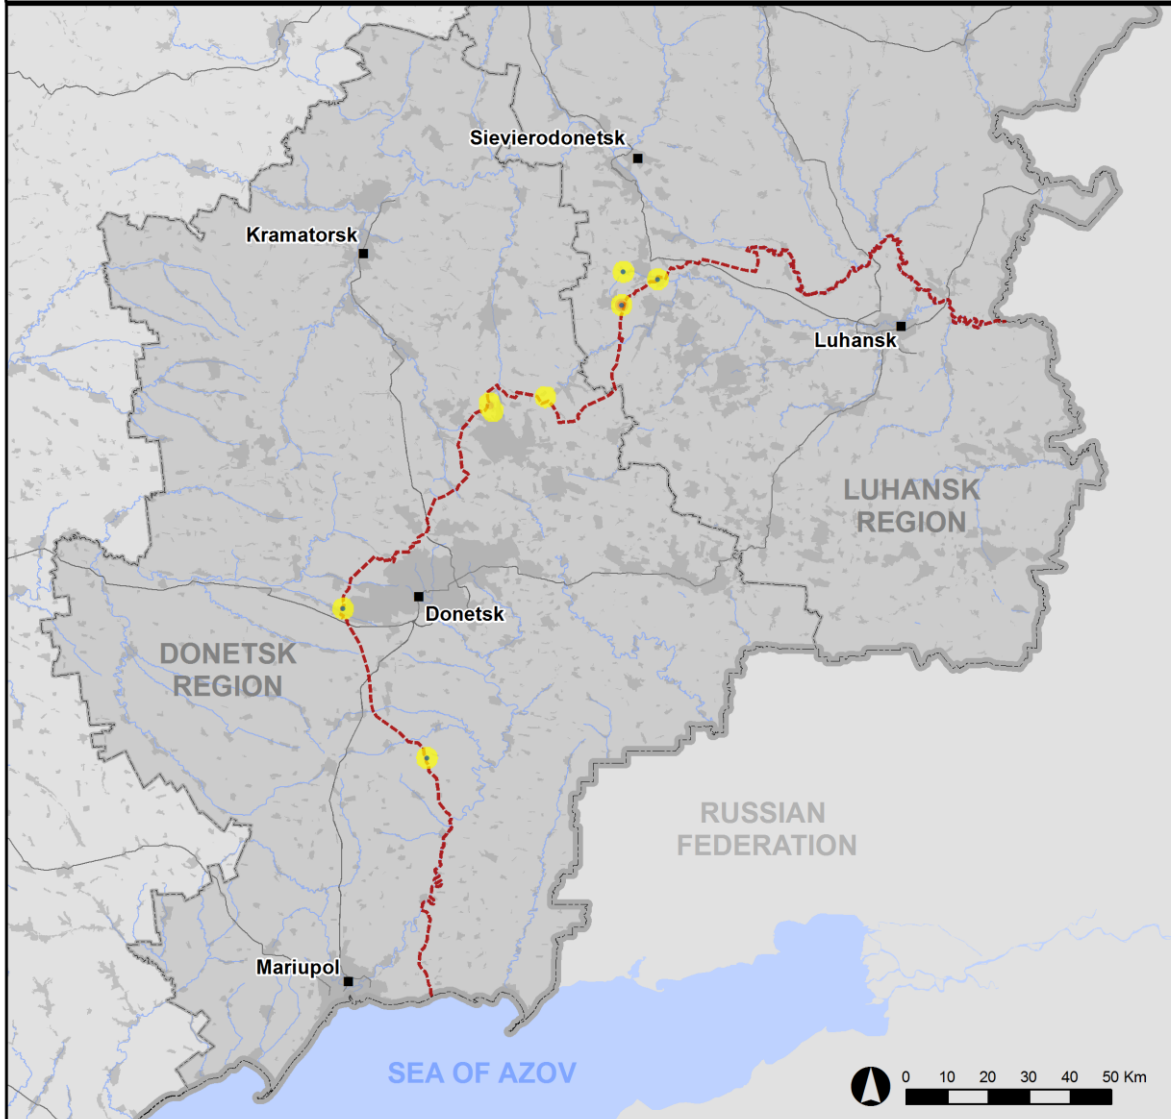 Sievierodonetsk
Kramatorsk
Luhansk
LUHANSK
REGION
Donetsk
DONETSK
REGION
RUSSIAN
FEDERATION
Mariupol
SEA OF AZOV
0 10 20 30 40 50 Km